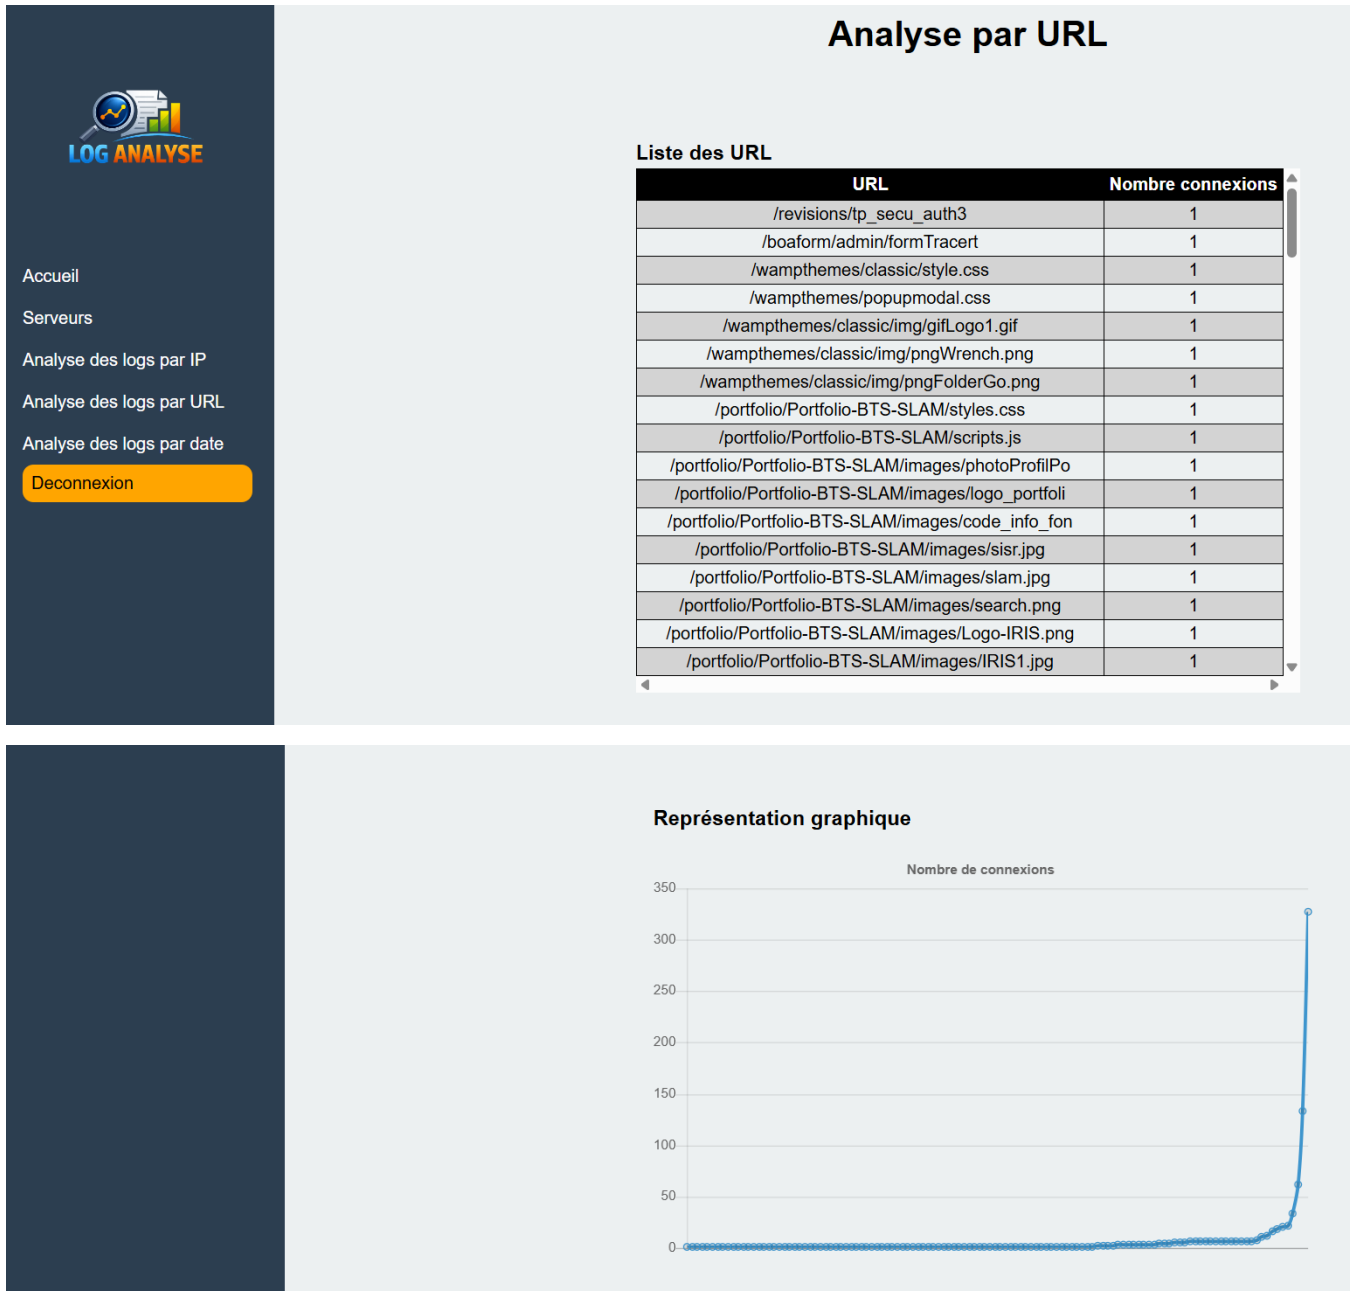 Analyse par URL
LOG ANALYSE
Accueil
Serveurs
Analyse des logs par IP
Analyse des logs par URL
Analyse des logs par date
Deconnexion
Liste des URL
URL Nombre connexions
/revisions/tp_secu_auth3 1
/boaform/admin/formTracert 1
/wampthemes/classic/style.css 1
/wampthemes/popupmodal.css 1
/wampthemes/classic/img/gifLogo1.gif 1
/wampthemes/classic/img/pngWrench.png 1
/wampthemes/classic/img/pngFolderGo.png 1
/portfolio/Portfolio-BTS-SLAM/styles.css 1
/portfolio/Portfolio-BTS-SLAM/scripts.js 1
/portfolio/Portfolio-BTS-SLAM/images/photoProfilPo 1
/portfolio/Portfolio-BTS-SLAM/images/logo_portfoli 1
/portfolio/Portfolio-BTS-SLAM/images/code_info_fon 1
/portfolio/Portfolio-BTS-SLAM/images/sisr.jpg 1
/portfolio/Portfolio-BTS-SLAM/images/slam.jpg 1
/portfolio/Portfolio-BTS-SLAM/images/search.png 1
/portfolio/Portfolio-BTS-SLAM/images/Logo-IRIS.png 1
/portfolio/Portfolio-BTS-SLAM/images/IRIS1.jpg 1
Représentation graphique
Nombre de connexions
350
300
250
200
150
100
50
0